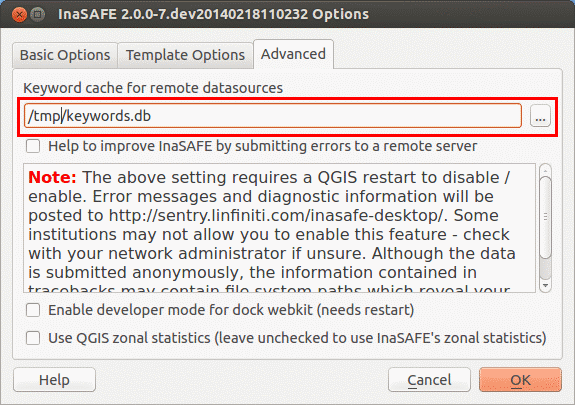 InaSAFE 2.0.0-7.dev20140218110232 Options
Basic Options Template Options Advanced
Keyword cache for remote datasources
/tmp/keywords.db ...
Help to improve InaSAFE by submitting errors to a remote server
Note: The above setting requires a QGIS restart to disable /
enable. Error messages and diagnostic information will be
posted to http://sentry.linfiniti.com/inasafe-desktop/. Some
institutions may not allow you to enable this feature - check
with your network administrator if unsure. Although the data
is submitted anonymously, the information contained in
tracebacks may contain file system paths which reveal your
Enable developer mode for dock webkit (needs restart)
Use QGIS zonal statistics (leave unchecked to use InaSAFE's zonal statistics)
Help Cancel OK